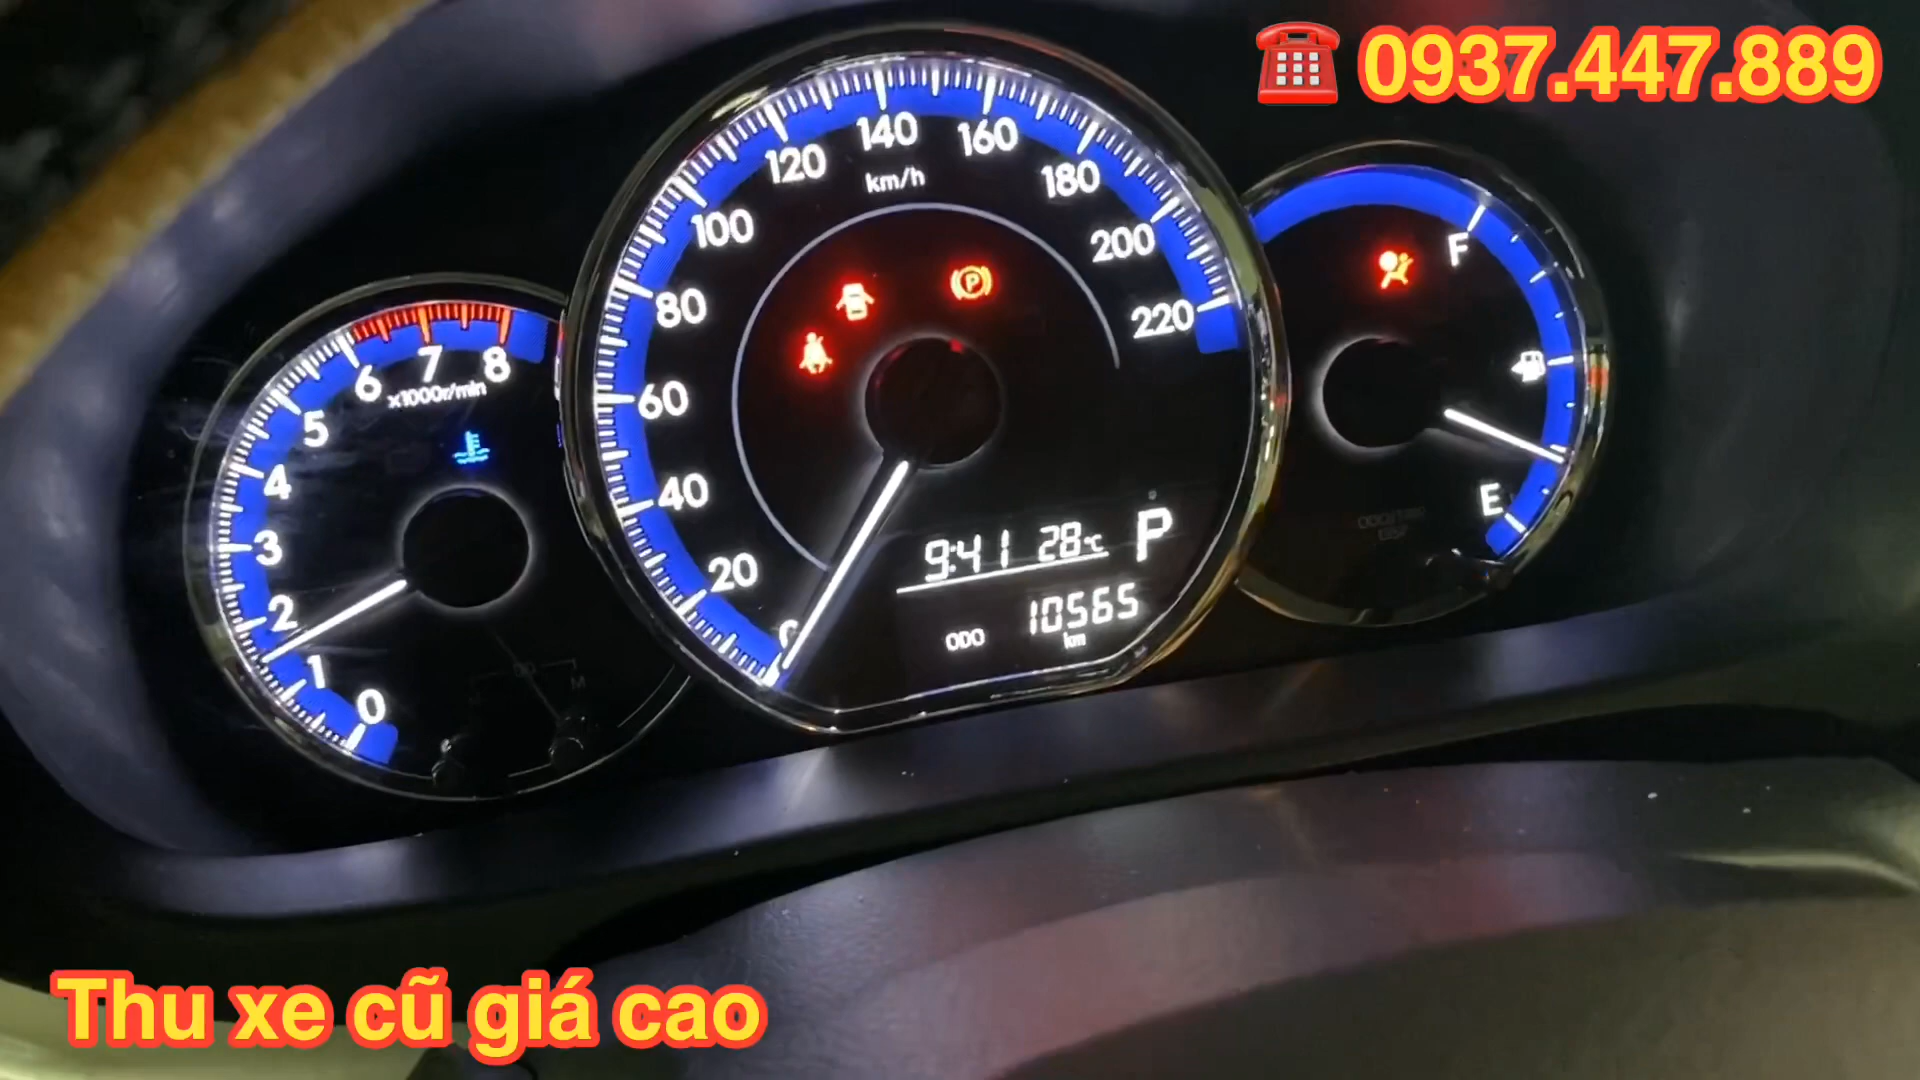 ☎️ 0937.447.889
140
120
160
km/h
180
100
200
F
80
220
7
8
6
x1000r/min
60
5
4
40
E
P
9:41 28℃
3
20
10565
2
ODO
km
1
0
Thu xe cũ giá cao